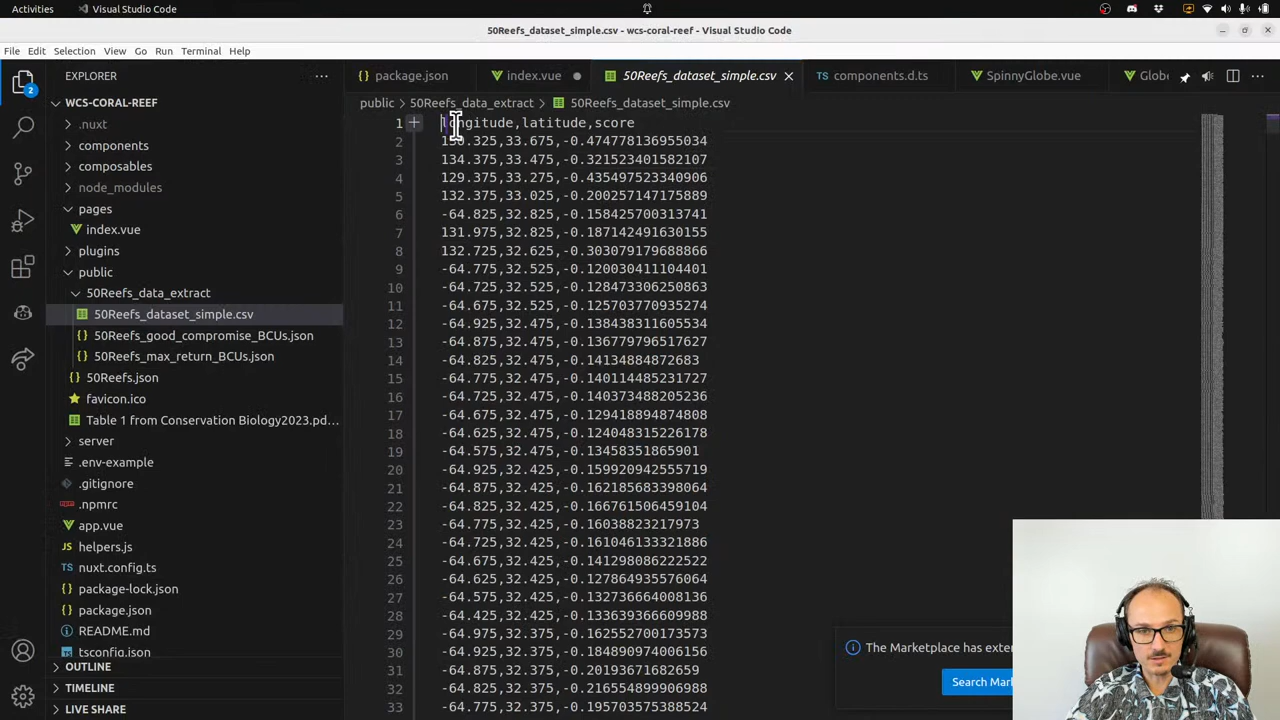 Activities
Visual Studio Code
50Reefs_dataset_simple.csv - wcs-coral-reef - Visual Studio Code
File Edit Selection View Go Run Terminal Help
EXPLORER
2
WCS-CORAL-REEF
.nuxt
components
composables
node_modules
pages
index.vue
plugins
public
50Reefs_data_extract
50Reefs_dataset_simple.csv
50Reefs_good_compromise_BCUs.json
50Reefs_max_return_BCUs.json
50Reefs.json
favicon.ico
Table 1 from Conservation Biology2023.pd...
server
.env-example
.gitignore
.npmrc
app.vue
helpers.js
nuxt.config.ts
package-lock.json
package.json
README.md
tsconfig.json
OUTLINE
TIMELINE
LIVE SHARE
package.json
index.vue
50Reefs_dataset_simple.csv
components.d.ts
SpinnyGlobe.vue
Globe
public > 50Reefs_data_extract > 50Reefs_dataset_simple.csv
1 longitude,latitude,score
2 130.325,33.675,-0.474778136955034
3 134.375,33.475,-0.321523401582107
4 129.375,33.275,-0.435497523340906
5 132.375,33.025,-0.200257147175889
6 -64.825,32.825,-0.158425700313741
7 131.975,32.825,-0.187142491630155
8 132.725,32.625,-0.303079179688866
9 -64.775,32.525,-0.120030411104401
10 -64.725,32.525,-0.128473306250863
11 -64.675,32.525,-0.125703770935274
12 -64.925,32.475,-0.138438311605534
13 -64.875,32.475,-0.136779796517627
14 -64.825,32.475,-0.14134884872683
15 -64.775,32.475,-0.140114485231727
16 -64.725,32.475,-0.140373488205236
17 -64.675,32.475,-0.129418894874808
18 -64.625,32.475,-0.124048315226178
19 -64.575,32.475,-0.13458351865901
20 -64.925,32.425,-0.159920942555719
21 -64.875,32.425,-0.162185683398064
22 -64.825,32.425,-0.166761506459104
23 -64.775,32.425,-0.16038823217973
24 -64.725,32.425,-0.161046133321886
25 -64.675,32.425,-0.141298086222522
26 -64.625,32.425,-0.127864935576064
27 -64.575,32.425,-0.132736664008136
28 -64.425,32.425,-0.133639366609988
29 -64.975,32.375,-0.162552700173573
30 -64.925,32.375,-0.184890974006156
31 -64.875,32.375,-0.20193671682659
32 -64.825,32.375,-0.216554899906988
33 -64.775,32.375,-0.195703575388524
The Marketplace has exten
Search Mark